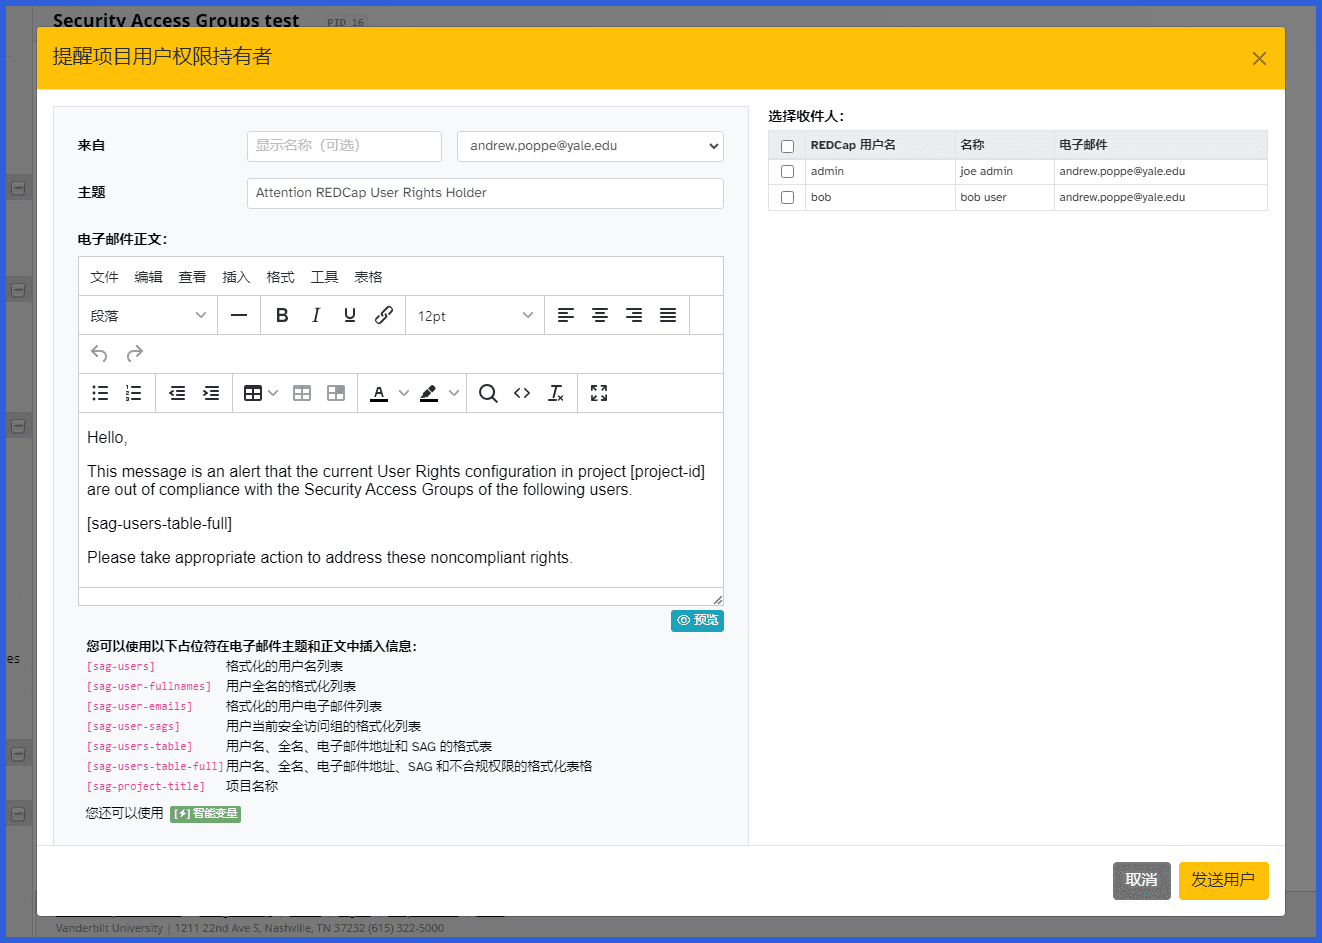 Security Access Groups test PID 16
提醒项目用户权限持有者
来自
显示名称（可选）
andrew.poppe@yale.edu
主题
Attention REDCap User Rights Holder
电子邮件正文：
文件 编辑 查看 插入 格式 工具 表格
段落
12pt
Hello,
This message is an alert that the current User Rights configuration in project [project-id]
are out of compliance with the Security Access Groups of the following users.
[sag-users-table-full]
Please take appropriate action to address these noncompliant rights.
预览
您可以使用以下占位符在电子邮件主题和正文中插入信息：
[sag-users] 格式化的用户名列表
[sag-user-fullnames] 用户全名的格式化列表
[sag-user-emails] 格式化的用户电子邮件列表
[sag-user-sags] 用户当前安全访问组的格式化列表
[sag-users-table] 用户名、全名、电子邮件地址和 SAG 的格式表
[sag-users-table-full] 用户名、全名、电子邮件地址、SAG 和不合规权限的格式化表格
[sag-project-title] 项目名称
您还可以使用 [⚡] 智能变量
选择收件人：
REDCap 用户名 名称 电子邮件
admin joe admin andrew.poppe@yale.edu
bob bob user andrew.poppe@yale.edu
取消 发送用户
es
Vanderbilt University | 1211 22nd Ave S, Nashville, TN 37232 (615) 322-5000